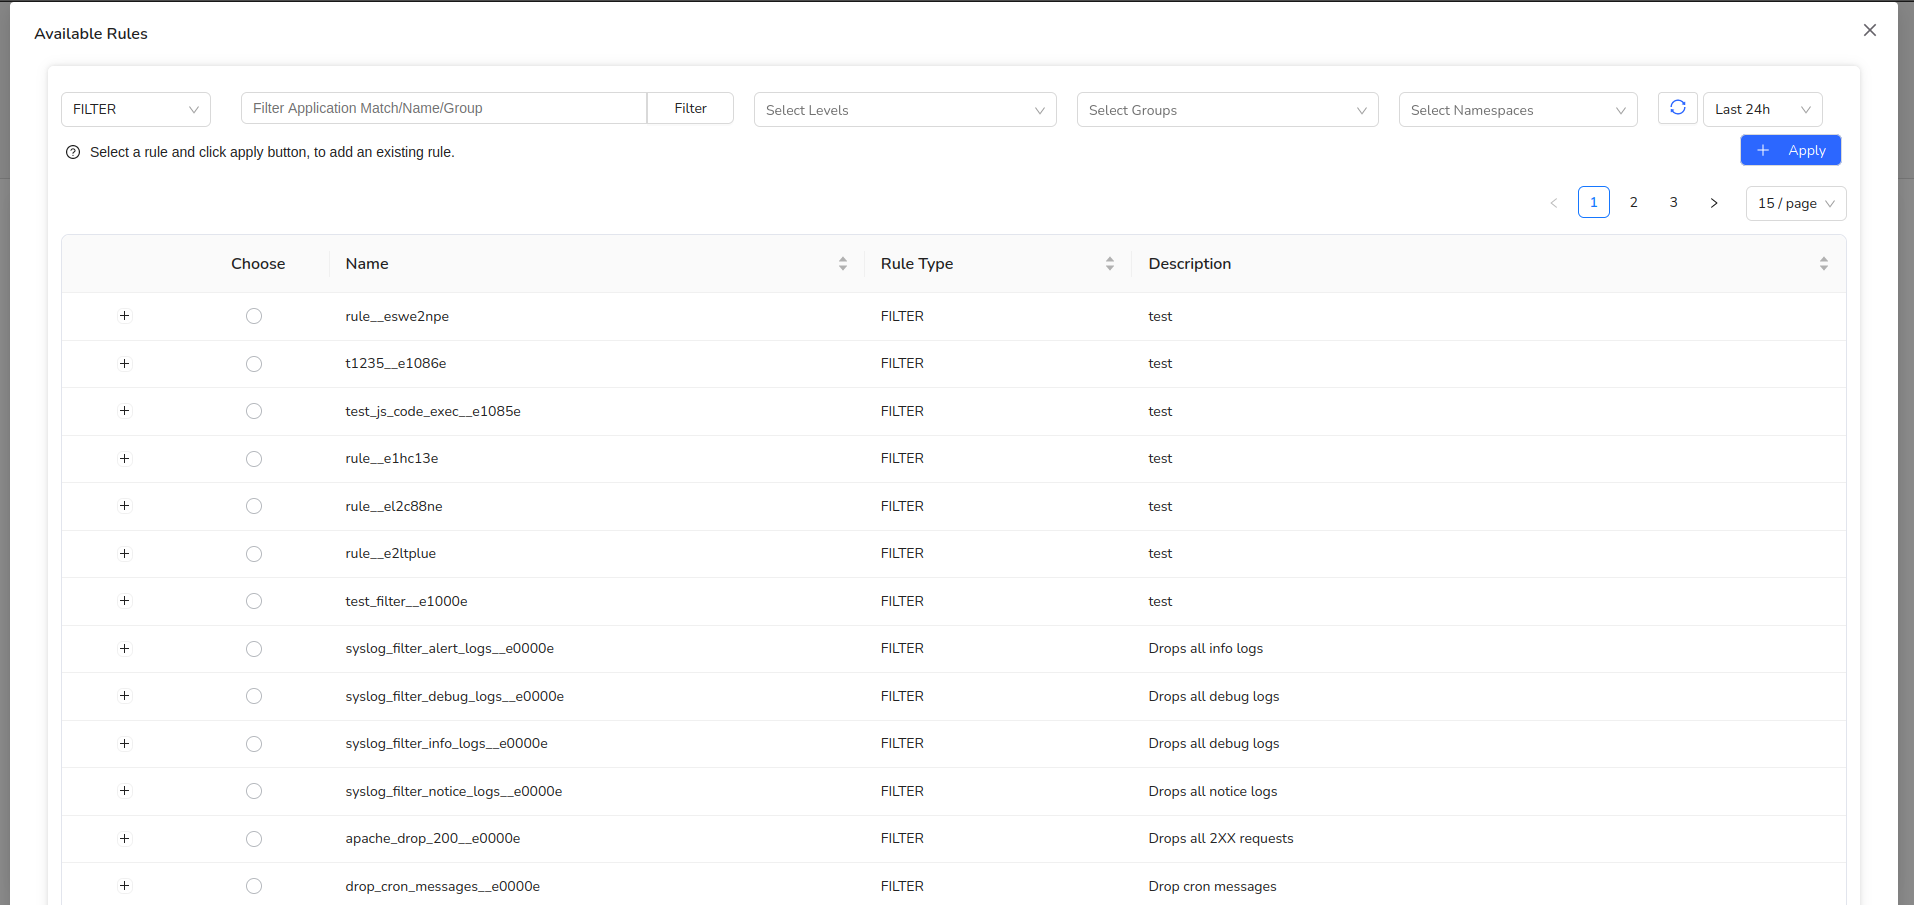 Available Rules
FILTER Filter Application Match/Name/Group Filter Select Levels Select Groups Select Namespaces Last 24h
Select a rule and click apply button, to add an existing rule. + Apply
< 1 2 3 > 15 / page
Choose Name Rule Type Description
+ rule__eswe2npe FILTER test
+ t1235__e1086e FILTER test
+ test_js_code_exec__e1085e FILTER test
+ rule__e1hc13e FILTER test
+ rule__el2c88ne FILTER test
+ rule__e2ltplue FILTER test
+ test_filter__e1000e FILTER test
+ syslog_filter_alert_logs__e0000e FILTER Drops all info logs
+ syslog_filter_debug_logs__e0000e FILTER Drops all debug logs
+ syslog_filter_info_logs__e0000e FILTER Drops all debug logs
+ syslog_filter_notice_logs__e0000e FILTER Drops all notice logs
+ apache_drop_200__e0000e FILTER Drops all 2XX requests
+ drop_cron_messages__e0000e FILTER Drop cron messages